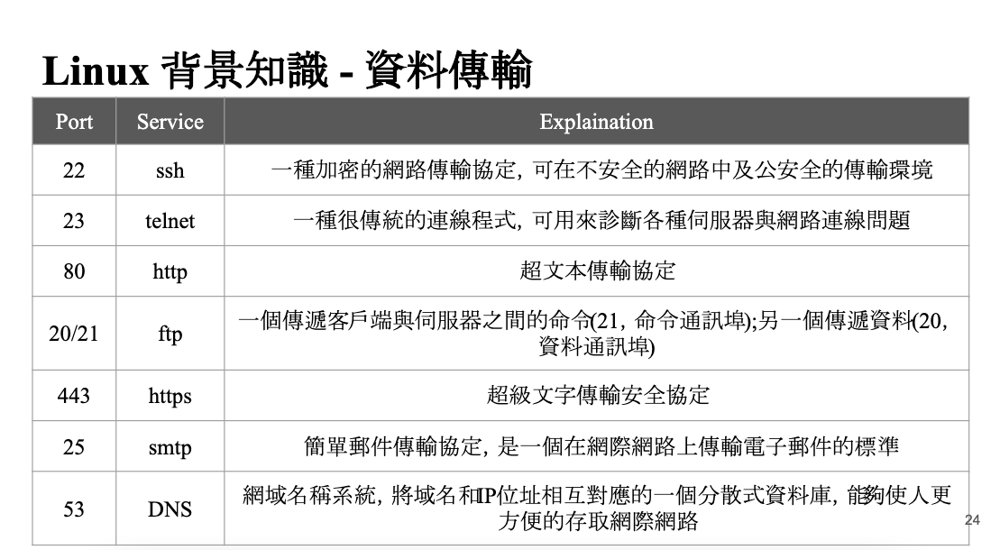 Linux 背景知識 - 資料傳輸
Port Service Explaination
22 ssh 一種加密的網路傳輸協定, 可在不安全的網路中及公安全的傳輸環境
23 telnet 一種很傳統的連線程式, 可用來診斷各種伺服器與網路連線問題
80 http 超文本傳輸協定
20/21 ftp 一個傳遞客戶端與伺服器之間的命令(21, 命令通訊埠);另一個傳遞資料(20,
資料通訊埠)
443 https 超級文字傳輸安全協定
25 smtp 簡單郵件傳輸協定, 是一個在網際網路上傳輸電子郵件的標準
53 DNS 網域名稱系統, 將域名和IP位址相互對應的一個分散式資料庫, 能夠使人更
方便的存取網際網路
24